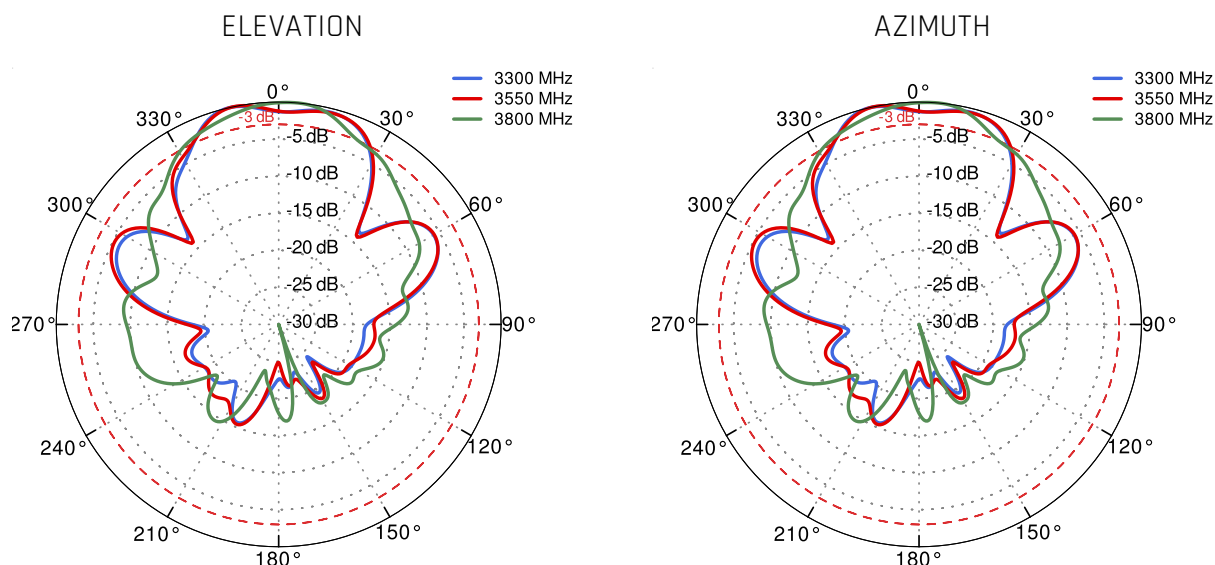 ELEVATION
3300 MHz
3550 MHz
3800 MHz
0°
330°
-3 dB
30°
-5 dB
-10 dB
300°
-15 dB
60°
-20 dB
-25 dB
270°
-30 dB
90°
240°
120°
210°
150°
180°
AZIMUTH
3300 MHz
3550 MHz
3800 MHz
0°
330°
-3 dB
30°
-5 dB
-10 dB
300°
-15 dB
60°
-20 dB
-25 dB
270°
-30 dB
90°
240°
120°
210°
150°
180°